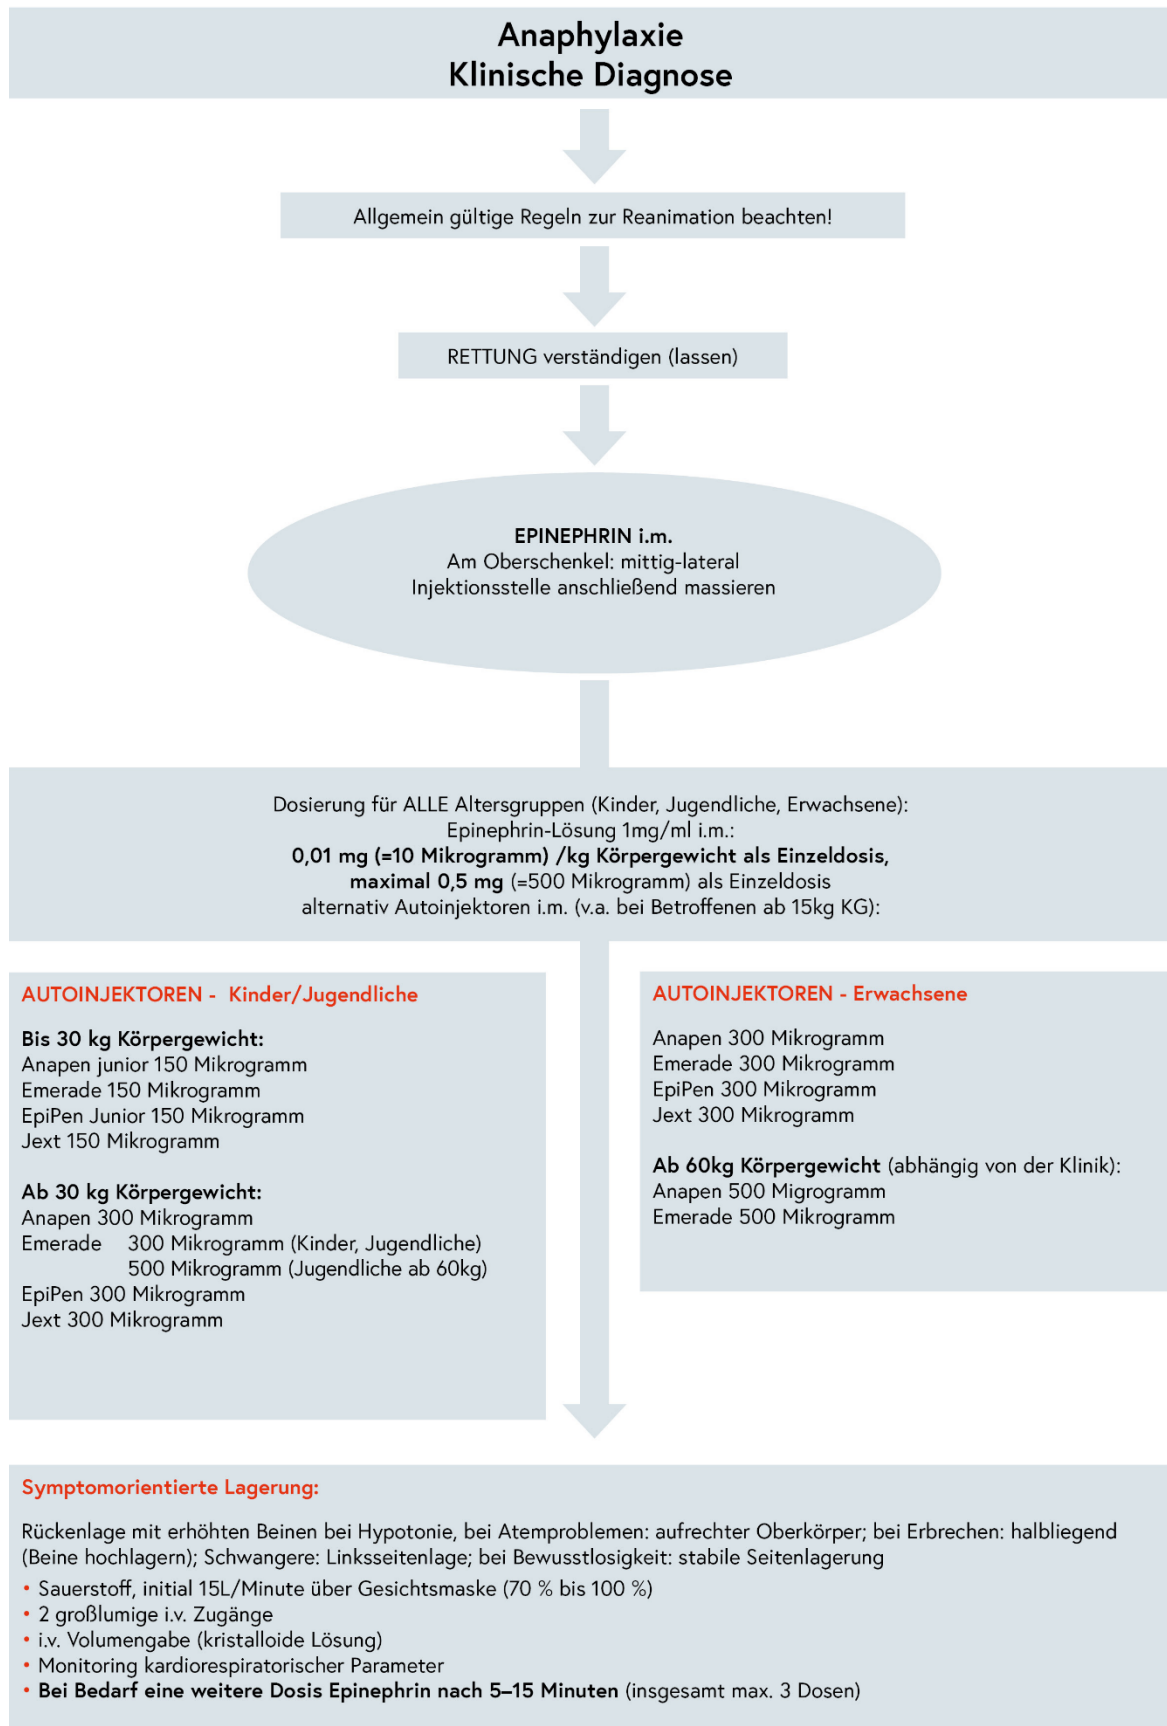 Anaphylaxie
Klinische Diagnose
Allgemein gültige Regeln zur Reanimation beachten!
RETTUNG verständigen (lassen)
EPINEPHRIN i.m.
Am Oberschenkel: mittig-lateral
Injektionsstelle anschließend massieren
Dosierung für ALLE Altersgruppen (Kinder, Jugendliche, Erwachsene):
Epinephrin-Lösung 1mg/ml i.m.:
0,01 mg (=10 Mikrogramm) /kg Körpergewicht als Einzeldosis,
maximal 0,5 mg (=500 Mikrogramm) als Einzeldosis
alternativ Autoinjektoren i.m. (v.a. bei Betroffenen ab 15kg KG):
AUTOINJEKTOREN - Kinder/Jugendliche
Bis 30 kg Körpergewicht:
Anapen junior 150 Mikrogramm
Emerade 150 Mikrogramm
EpiPen Junior 150 Mikrogramm
Jext 150 Mikrogramm
Ab 30 kg Körpergewicht:
Anapen 300 Mikrogramm
Emerade 300 Mikrogramm (Kinder, Jugendliche)
500 Mikrogramm (Jugendliche ab 60kg)
EpiPen 300 Mikrogramm
Jext 300 Mikrogramm
AUTOINJEKTOREN - Erwachsene
Anapen 300 Mikrogramm
Emerade 300 Mikrogramm
EpiPen 300 Mikrogramm
Jext 300 Mikrogramm
Ab 60kg Körpergewicht (abhängig von der Klinik):
Anapen 500 Migrogramm
Emerade 500 Mikrogramm
Symptomorientierte Lagerung:
Rückenlage mit erhöhten Beinen bei Hypotonie, bei Atemproblemen: aufrechter Oberkörper; bei Erbrechen: halbliegend
(Beine hochlagern); Schwangere: Linksseitenlage; bei Bewusstlosigkeit: stabile Seitenlagerung
• Sauerstoff, initial 15L/Minute über Gesichtsmaske (70 % bis 100 %)
• 2 großlumige i.v. Zugänge
• i.v. Volumengabe (kristalloide Lösung)
• Monitoring kardiorespiratorischer Parameter
• Bei Bedarf eine weitere Dosis Epinephrin nach 5–15 Minuten (insgesamt max. 3 Dosen)